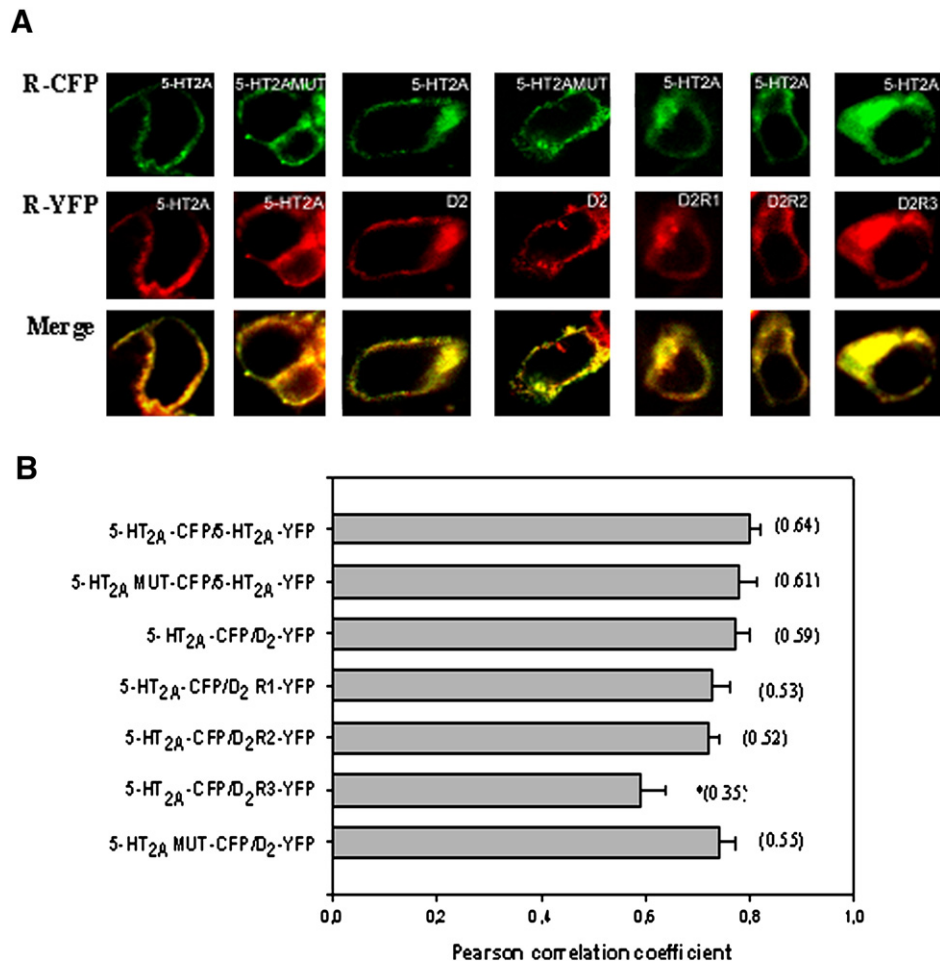 A
R-CFP 5-HT2A 5-HT2AMUT 5-HT2A 5-HT2AMUT 5-HT2A 5-HT2A 5-HT2A
R-YFP 5-HT2A 5-HT2A D2 D2 D2R1 D2R2 D2R3
Merge
B
5-HT2A-CFP/5-HT2A-YFP (0.64)
5-HT2A MUT-CFP/5-HT2A-YFP (0.61)
5-HT2A-CFP/D2-YFP (0.59)
5-HT2A-CFP/D2 R1-YFP (0.53)
5-HT2A-CFP/D2R2-YFP (0.52)
5-HT2A-CFP/D2R3-YFP *(0.35)
5-HT2A MUT-CFP/D2-YFP (0.55)
0,0 0,2 0,4 0,6 0,8 1,0
Pearson correlation coefficient